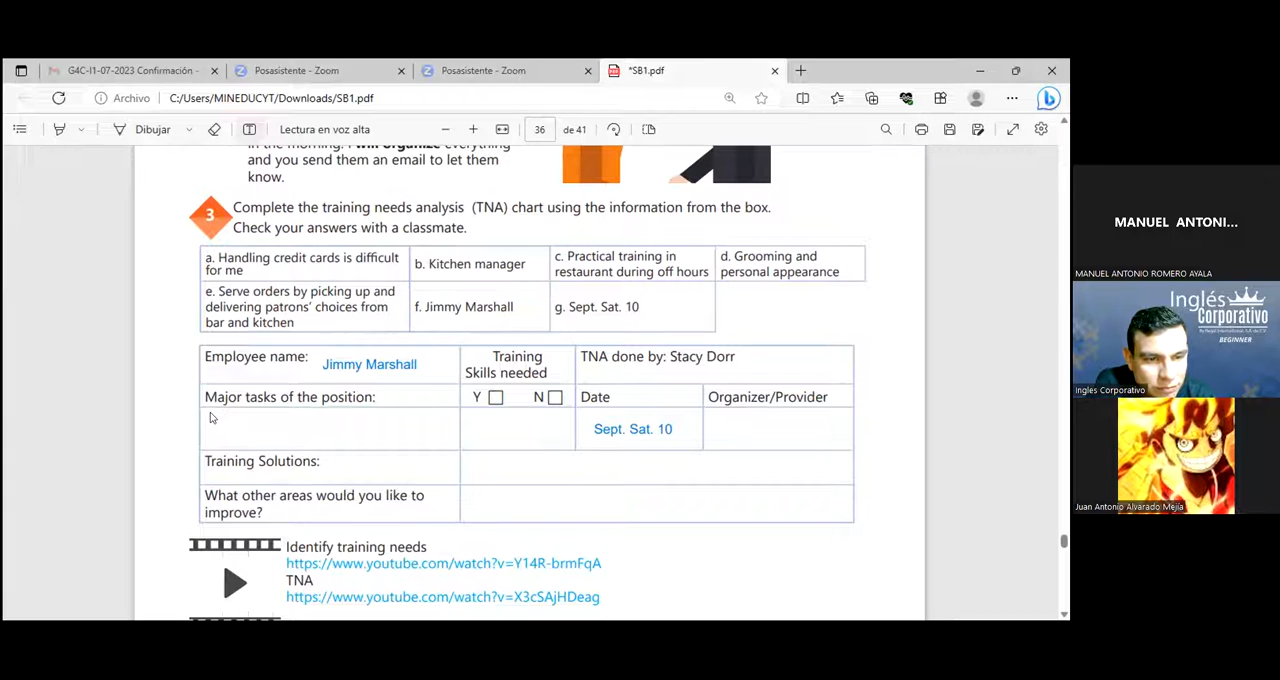 G4C-I1-07-2023 Confirmación -
Posasistente - Zoom
Posasistente - Zoom
*SB1.pdf
Archivo
C:/Users/MINEDUCYT/Downloads/SB1.pdf
Dibujar
Lectura en voz alta
36
de 41
in the morning. I will organize everything
and you send them an email to let them
know.
3
Complete the training needs analysis (TNA) chart using the information from the box.
Check your answers with a classmate.
a. Handling credit cards is difficult
for me
b. Kitchen manager
c. Practical training in
restaurant during off hours
d. Grooming and
personal appearance
e. Serve orders by picking up and
delivering patrons' choices from
bar and kitchen
f. Jimmy Marshall
g. Sept. Sat. 10
Employee name: Jimmy Marshall
Training
Skills needed
TNA done by: Stacy Dorr
Major tasks of the position:
Y N
Date
Organizer/Provider
Sept. Sat. 10
Training Solutions:
What other areas would you like to
improve?
Identify training needs
https://www.youtube.com/watch?v=Y14R-brmFqA
TNA
https://www.youtube.com/watch?v=X3cSAjHDeag
MANUEL ANTONI...
MANUEL ANTONIO ROMERO AYALA
Inglés
Corporativo
BEGINNER
Inglés Corporativo
Juan Antonio Alvarado Mejía